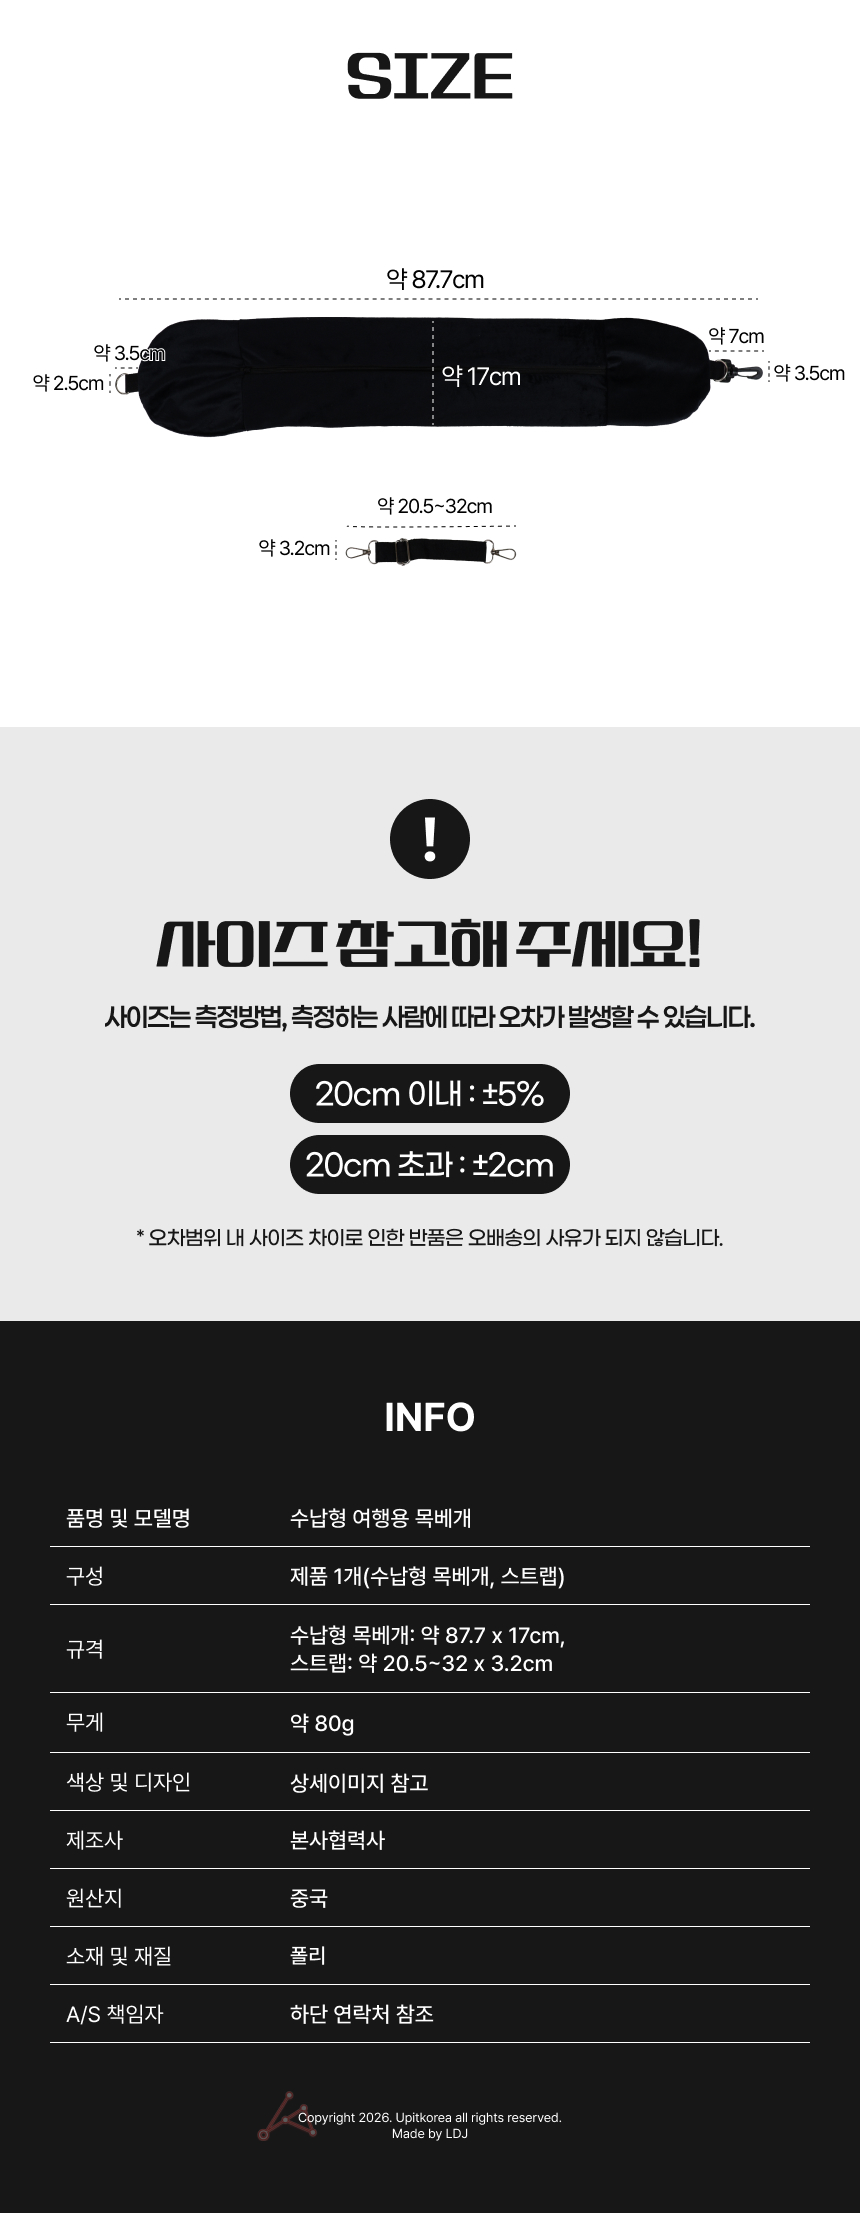 SIZE
약 87.7cm
약 3.5cm
약 7cm
약 2.5cm
약 17cm
약 3.5cm
약 20.5~32cm
약 3.2cm
!
사이즈 참고해 주세요!
사이즈는 측정방법, 측정하는 사람에 따라 오차가 발생할 수 있습니다.
20cm 이내 : ±5%
20cm 초과 : ±2cm
* 오차범위 내 사이즈 차이로 인한 반품은 오배송의 사유가 되지 않습니다.
INFO
품명 및 모델명 수납형 여행용 목베개
구성 제품 1개(수납형 목베개, 스트랩)
규격 수납형 목베개: 약 87.7 x 17cm,
스트랩: 약 20.5~32 x 3.2cm
무게 약 80g
색상 및 디자인 상세이미지 참고
제조사 본사협력사
원산지 중국
소재 및 재질 폴리
A/S 책임자 하단 연락처 참조
Copyright 2026. Upitkorea all rights reserved.
Made by LDJ